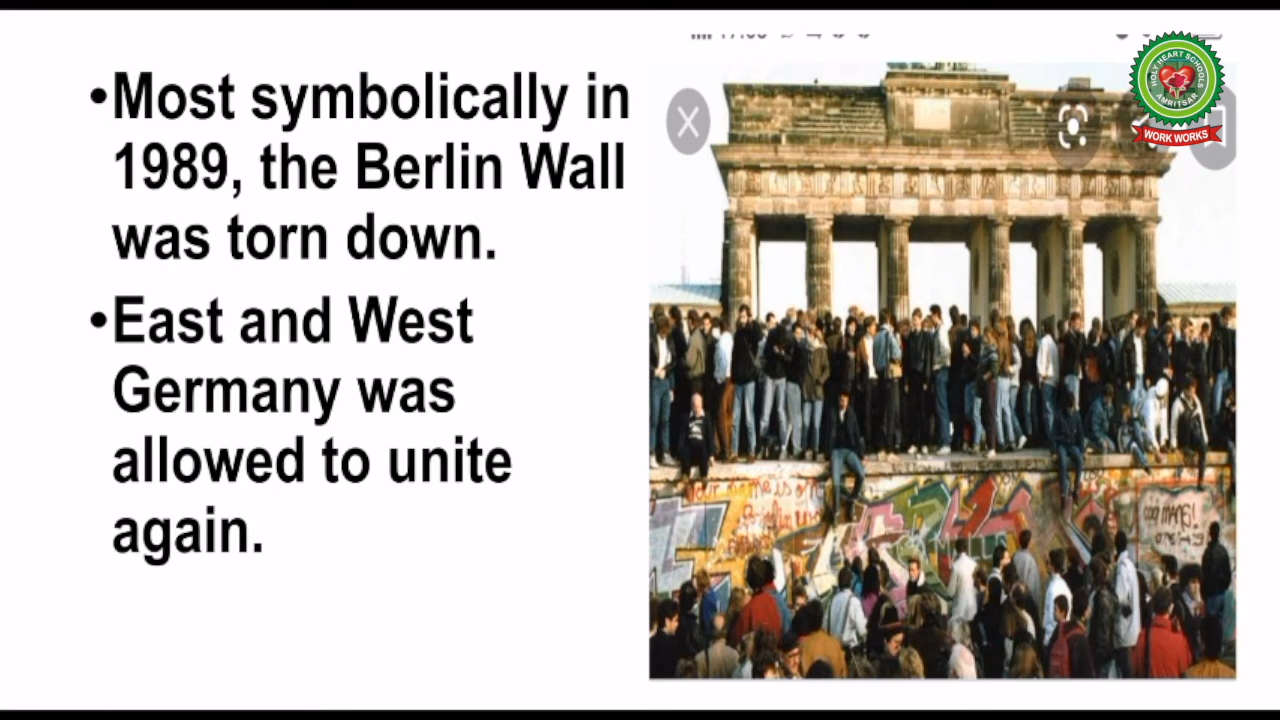 •Most symbolically in
1989, the Berlin Wall
was torn down.
•East and West
Germany was
allowed to unite
again.
HOLY HEART SCHOOLS
AMRITSAR
WORK WORKS